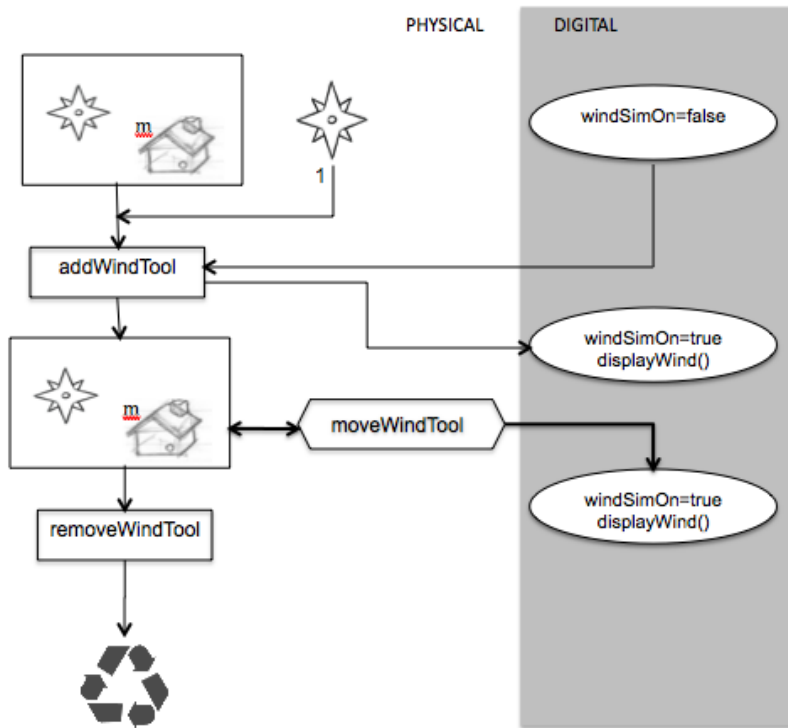 PHYSICAL
DIGITAL
m
1
windSimOn=false
addWindTool
windSimOn=true
displayWind()
m
moveWindTool
windSimOn=true
displayWind()
removeWindTool